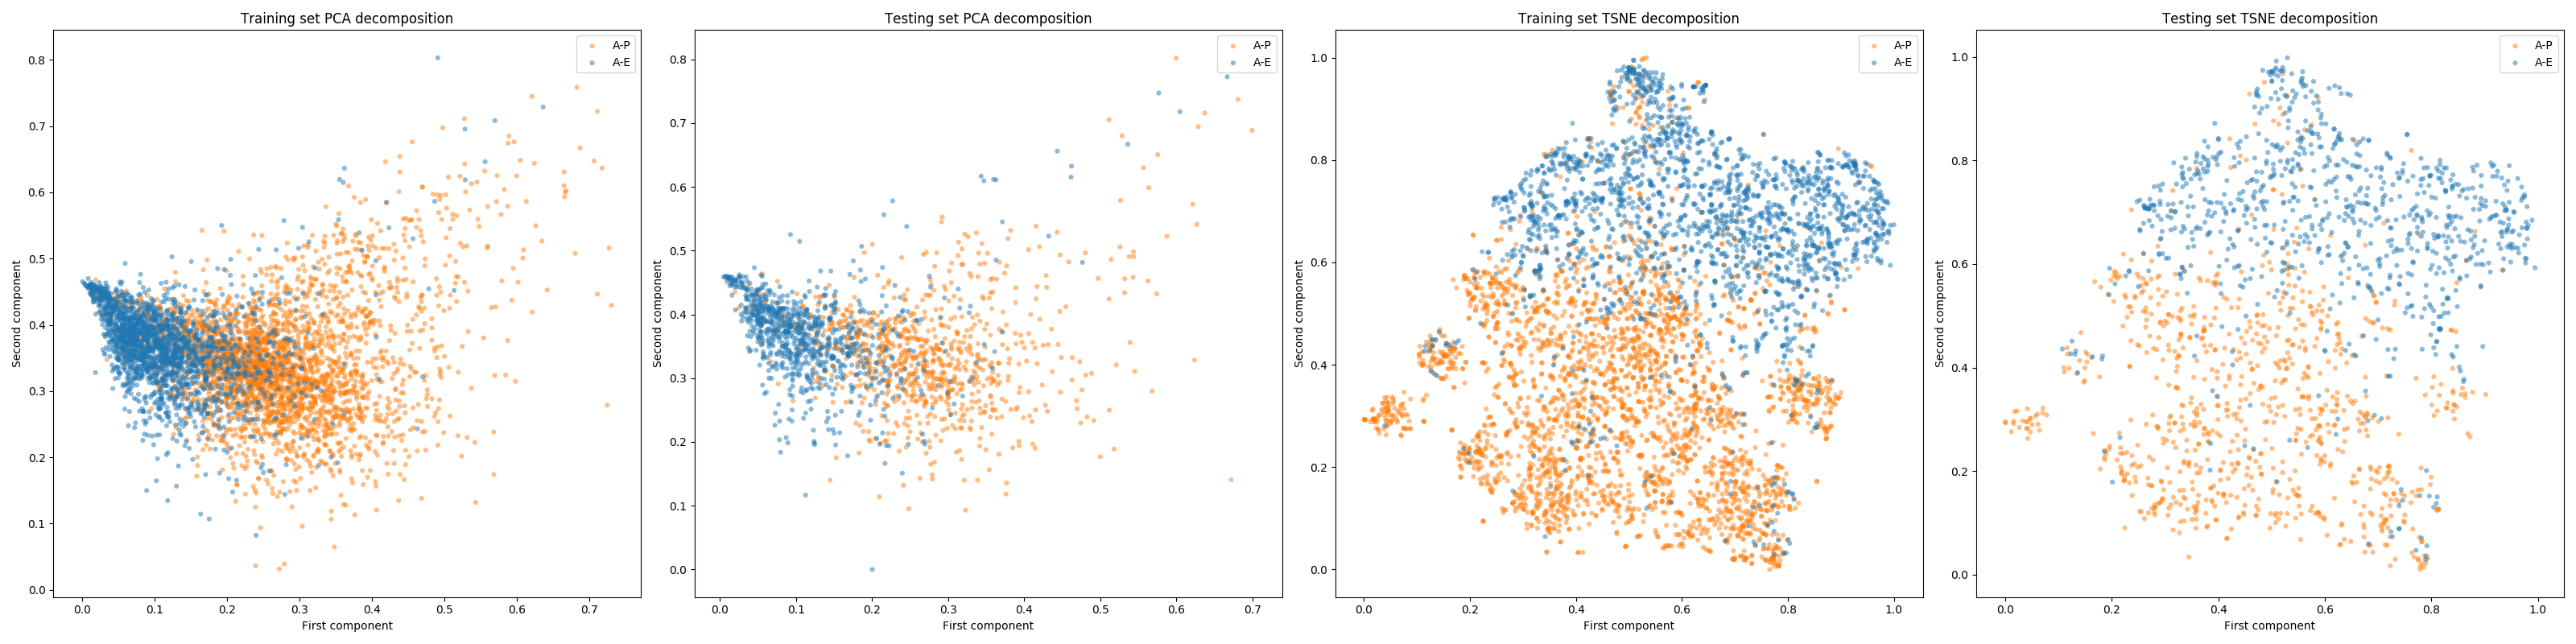 Training set PCA decomposition
A-P
A-E
Second component
0.8
0.7
0.6
0.5
0.4
0.3
0.2
0.1
0.0
0.0 0.1 0.2 0.3 0.4 0.5 0.6 0.7
First component
Testing set PCA decomposition
A-P
A-E
Second component
0.8
0.7
0.6
0.5
0.4
0.3
0.2
0.1
0.0
0.0 0.1 0.2 0.3 0.4 0.5 0.6 0.7
First component
Training set TSNE decomposition
A-P
A-E
Second component
1.0
0.8
0.6
0.4
0.2
0.0
0.0 0.2 0.4 0.6 0.8 1.0
First component
Testing set TSNE decomposition
A-P
A-E
Second component
1.0
0.8
0.6
0.4
0.2
0.0
0.0 0.2 0.4 0.6 0.8 1.0
First component